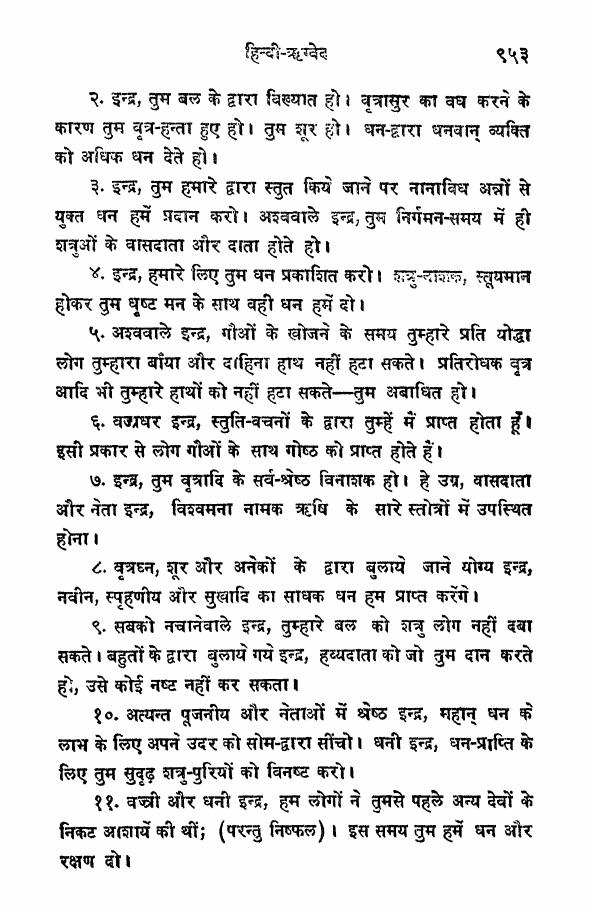 हिन्दी-ऋग्वेद ९५३
२. इन्द्र, तुम बल के द्वारा विख्यात हो। वृत्रासुर का वध करने के
कारण तुम वृत्र-हन्ता हुए हो। तुम शूर हो। धन-द्वारा धनवान् व्यक्ति
को अधिक धन देते हो।
३. इन्द्र, तुम हमारे द्वारा स्तुत किये जाने पर नानाविध अन्नों से
युक्त धन हमें प्रदान करो। अश्ववाले इन्द्र, तुम निर्गमन-समय में ही
शत्रुओं के वासदाता और दाता होते हो।
४. इन्द्र, हमारे लिए तुम धन प्रकाशित करो। शत्रु-नाशक, स्तूयमान
होकर तुम धृष्ट मन के साथ वही धन हमें दो।
५. अश्ववाले इन्द्र, गौओं के खोजने के समय तुम्हारे प्रति योद्धा
लोग तुम्हारा बाँया और दाहिना हाथ नहीं हटा सकते। प्रतिरोधक वृत्र
आदि भी तुम्हारे हाथों को नहीं हटा सकते—तुम अबाधित हो।
६. वज्रधर इन्द्र, स्तुति-वचनों के द्वारा तुम्हें मैं प्राप्त होता हूँ।
इसी प्रकार से लोग गौओं के साथ गोष्ठ को प्राप्त होते हैं।
७. इन्द्र, तुम वृत्रादि के सर्व-श्रेष्ठ विनाशक हो। हे उग्र, वासदाता
और नेता इन्द्र, विश्वमना नामक ऋषि के सारे स्तोत्रों में उपस्थित
होना।
८. वृत्रघ्न, शूर और अनेकों के द्वारा बुलाये जाने योग्य इन्द्र,
नवीन, स्पृहणीय और सुखादि का साधक धन हम प्राप्त करेंगे।
९. सबको नचानेवाले इन्द्र, तुम्हारे बल को शत्रु लोग नहीं दबा
सकते। बहुतों के द्वारा बुलाये गये इन्द्र, हव्यदाता को जो तुम दान करते
हो, उसे कोई नष्ट नहीं कर सकता।
१०. अत्यन्त पूजनीय और नेताओं में श्रेष्ठ इन्द्र, महान् धन के
लाभ के लिए अपने उदर को सोम-द्वारा सींचो। धनी इन्द्र, धन-प्राप्ति के
लिए तुम सुदृढ़ शत्रु-पुरियों को विनष्ट करो।
११. वज्री और धनी इन्द्र, हम लोगों ने तुमसे पहले अन्य देवों के
निकट आशायें की थीं; (परन्तु निष्फल)। इस समय तुम हमें धन और
रक्षण दो।